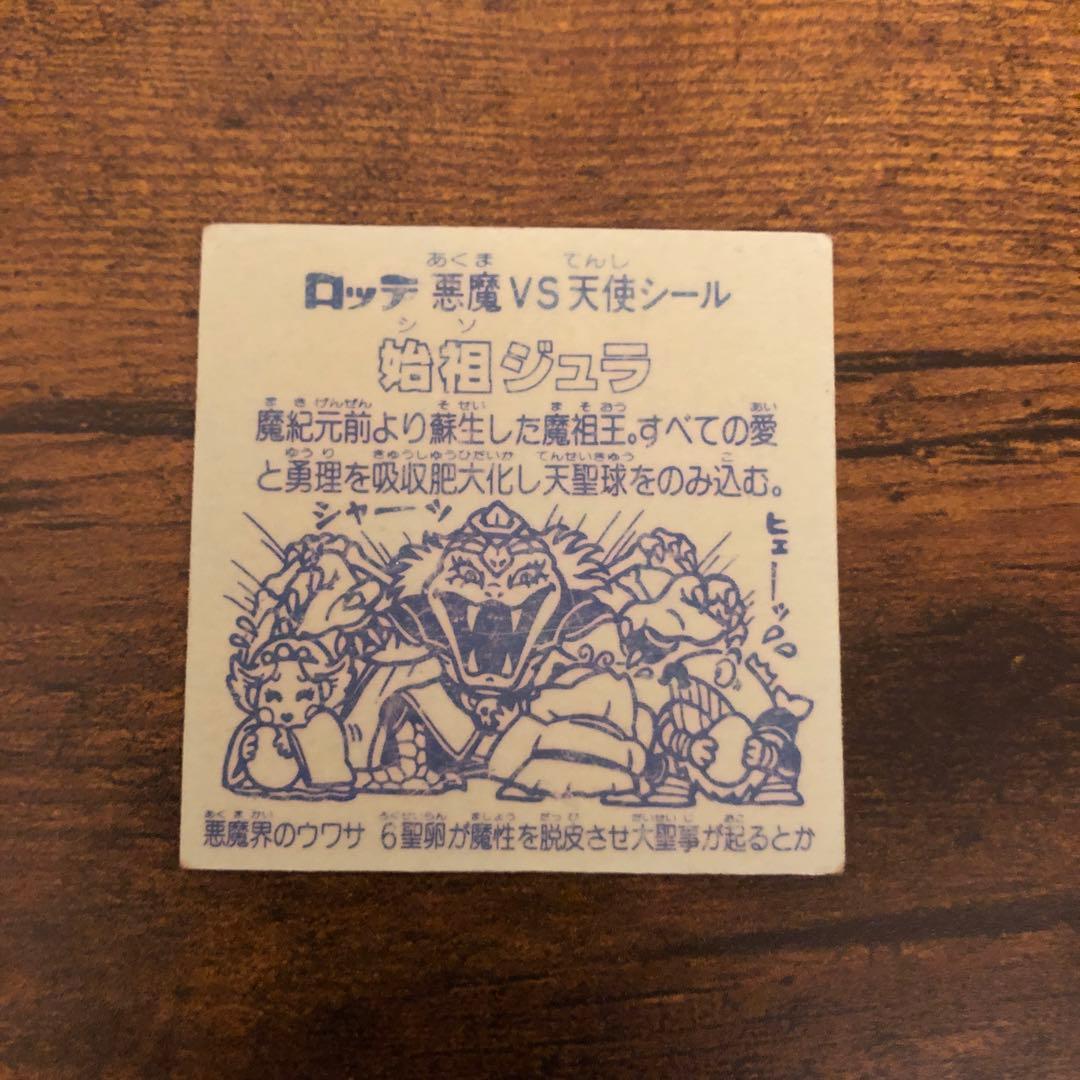 あくま てんし
ロッテ 悪魔VS天使シール
シ ソ
始祖ジュラ
ま き げんぜん そ せい ま そ おう あい
魔紀元前より蘇生した魔祖王。すべての愛
ゆう り きゅうしゅうひだいか てんせいきゅう こ
と勇理を吸収肥大化し天聖球をのみ込む。
シャーッ
ヒェーッ
あく ま かい ろくせいらん ましょう だっ ぴ だいせい じ おこ
悪魔界のウワサ 6聖卵が魔性を脱皮させ大聖事が起るとか